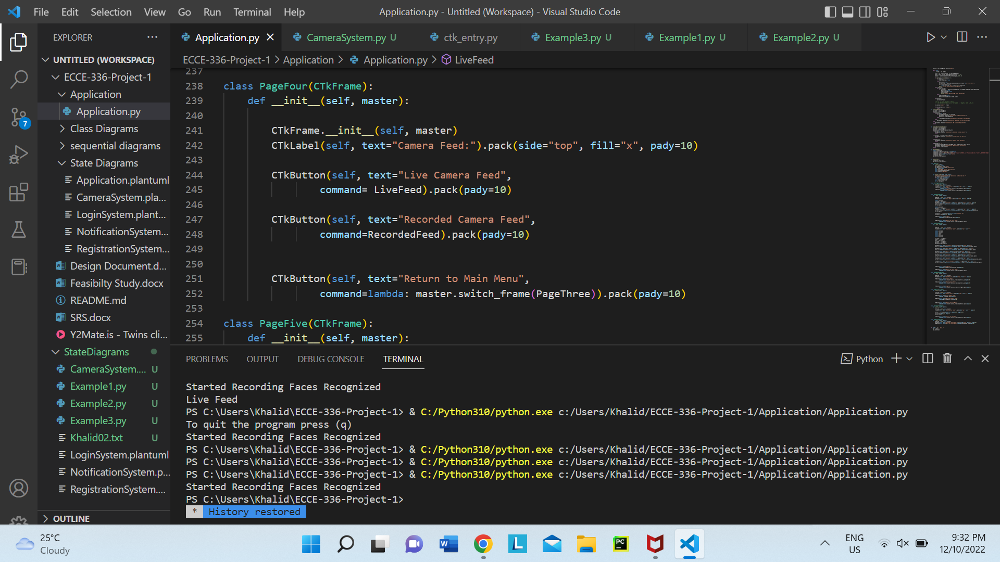 File Edit Selection View Go Run Terminal Help
Application.py - Untitled (Workspace) - Visual Studio Code
EXPLORER
Application.py
CameraSystem.py U
ctk_entry.py
Example3.py U
Example1.py U
Example2.py U
ECCE-336-Project-1 > Application > Application.py > LiveFeed
UNTITLED (WORKSPACE)
ECCE-336-Project-1
Application
Application.py
Class Diagrams
sequential diagrams
State Diagrams
Application.plantuml
CameraSystem.pla...
LoginSystem.plant...
NotificationSystem...
RegistrationSystem...
Design Document.d...
Feasibilty Study.docx
README.md
SRS.docx
Y2Mate.is - Twins cli...
StateDiagrams
CameraSystem.... U
Example1.py U
Example2.py U
Example3.py U
Khalid02.txt U
LoginSystem.plantuml
NotificationSystem.p...
RegistrationSystem....
OUTLINE
7
237
238 class PageFour(CTkFrame):
239 def __init__(self, master):
240
241 CTkFrame.__init__(self, master)
242 CTkLabel(self, text="Camera Feed:").pack(side="top", fill="x", pady=10)
243
244 CTkButton(self, text="Live Camera Feed",
245 command= LiveFeed).pack(pady=10)
246
247 CTkButton(self, text="Recorded Camera Feed",
248 command=RecordedFeed).pack(pady=10)
249
250
251 CTkButton(self, text="Return to Main Menu",
252 command=lambda: master.switch_frame(PageThree)).pack(pady=10)
253
254 class PageFive(CTkFrame):
255 def __init__(self, master):
PROBLEMS OUTPUT DEBUG CONSOLE TERMINAL
Python
Started Recording Faces Recognized
Live Feed
PS C:\Users\Khalid\ECCE-336-Project-1> & C:/Python310/python.exe c:/Users/Khalid/ECCE-336-Project-1/Application/Application.py
To quit the program press (q)
Started Recording Faces Recognized
PS C:\Users\Khalid\ECCE-336-Project-1> & C:/Python310/python.exe c:/Users/Khalid/ECCE-336-Project-1/Application/Application.py
PS C:\Users\Khalid\ECCE-336-Project-1> & C:/Python310/python.exe c:/Users/Khalid/ECCE-336-Project-1/Application/Application.py
PS C:\Users\Khalid\ECCE-336-Project-1> & C:/Python310/python.exe c:/Users/Khalid/ECCE-336-Project-1/Application/Application.py
Started Recording Faces Recognized
PS C:\Users\Khalid\ECCE-336-Project-1>
* History restored
25°C
Cloudy
ENG
US
9:32 PM
12/10/2022